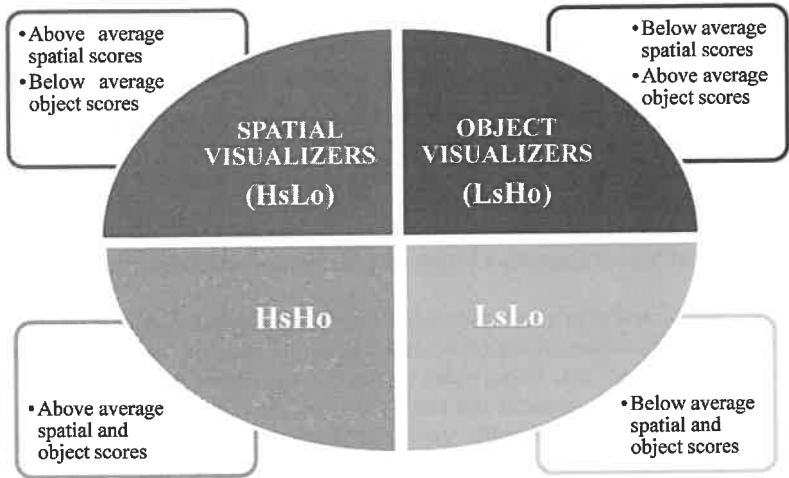 • Above average
spatial scores
• Below average
object scores
• Below average
spatial scores
• Above average
object scores
SPATIAL
VISUALIZERS
(HsLo)
OBJECT
VISUALIZERS
(LsHo)
HsHo
LsLo
• Above average
spatial and
object scores
• Below average
spatial and
object scores